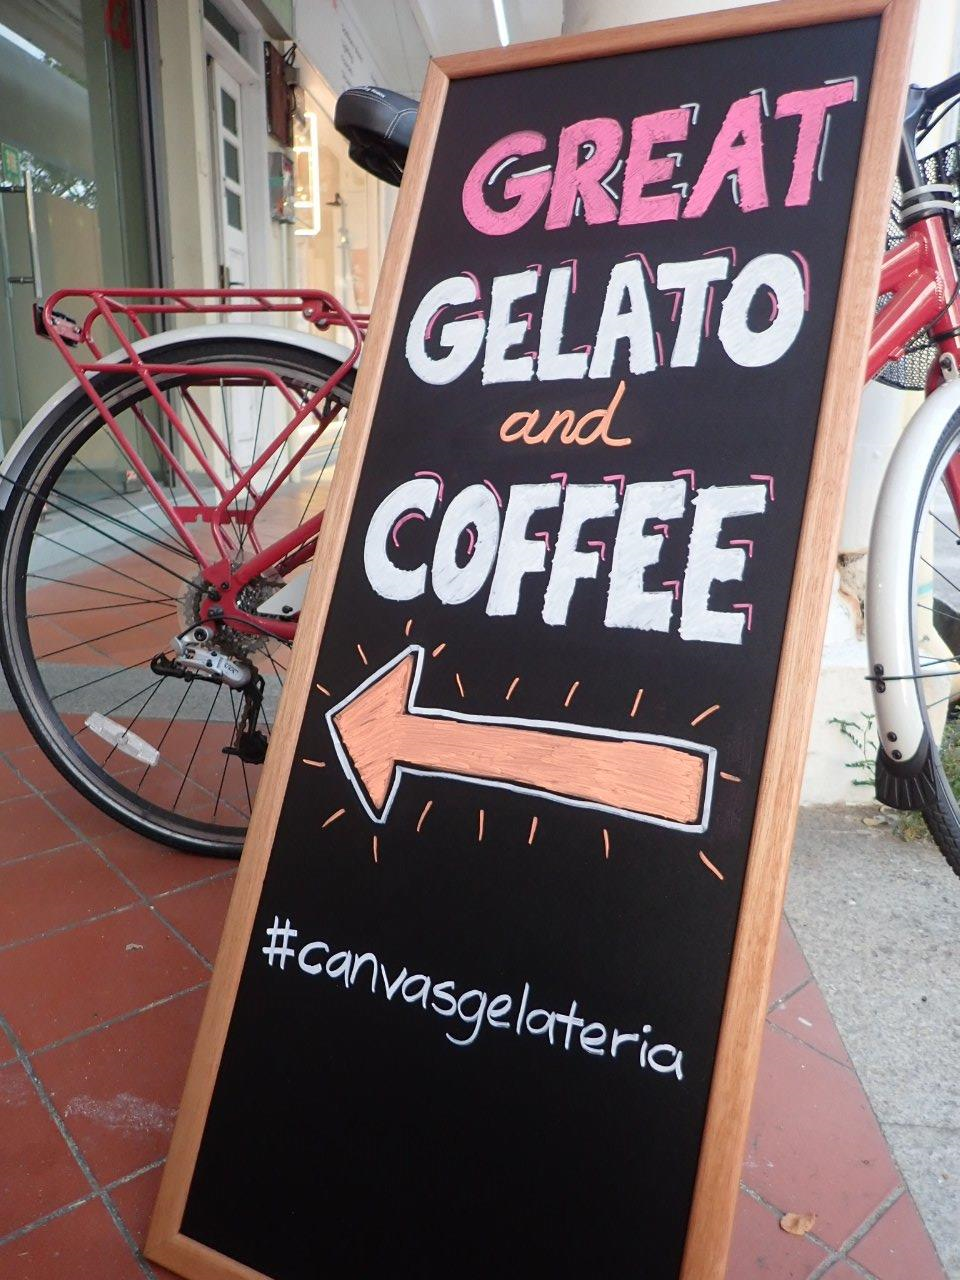 GREAT
GELATO
and
COFFEE
#canvasgelateria